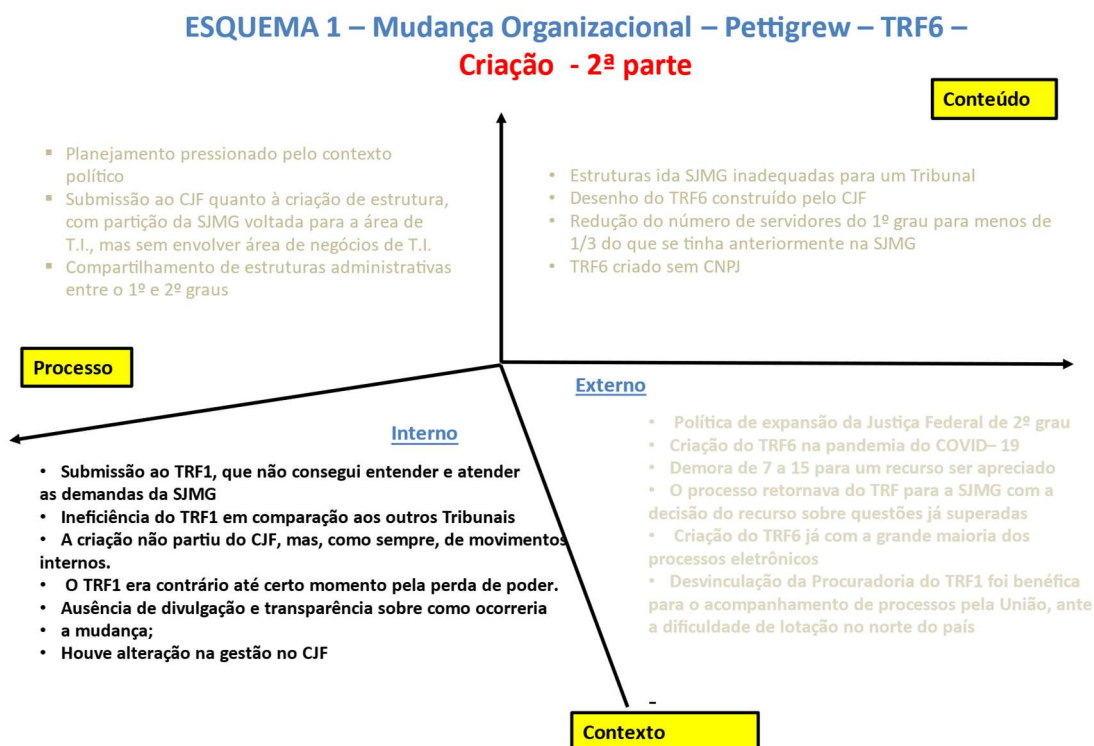 ESQUEMA 1 – Mudança Organizacional – Pettigrew – TRF6 –
Criação - 2ª parte
Conteúdo
▪ Planejamento pressionado pelo contexto
político
▪ Submissão ao CJF quanto à criação de estrutura,
com partição da SJMG voltada para a área de
T.I., mas sem envolver área de negócios de T.I.
▪ Compartilhamento de estruturas administrativas
entre o 1º e 2º graus
• Estruturas ida SJMG inadequadas para um Tribunal
• Desenho do TRF6 construído pelo CJF
• Redução do número de servidores do 1º grau para menos de
1/3 do que se tinha anteriormente na SJMG
• TRF6 criado sem CNPJ
Processo
Interno
• Submissão ao TRF1, que não consegui entender e atender
as demandas da SJMG
• Ineficiência do TRF1 em comparação aos outros Tribunais
• A criação não partiu do CJF, mas, como sempre, de movimentos
internos.
• O TRF1 era contrário até certo momento pela perda de poder.
• Ausência de divulgação e transparência sobre como ocorreria
• a mudança;
• Houve alteração na gestão no CJF
Externo
• Política de expansão da Justiça Federal de 2º grau
• Criação do TRF6 na pandemia do COVID– 19
• Demora de 7 a 15 para um recurso ser apreciado
• O processo retornava do TRF para a SJMG com a
decisão do recurso sobre questões já superadas
• Criação do TRF6 já com a grande maioria dos
processos eletrônicos
• Desvinculação da Procuradoria do TRF1 foi benéfica
para o acompanhamento de processos pela União, ante
a dificuldade de lotação no norte do país
-
Contexto